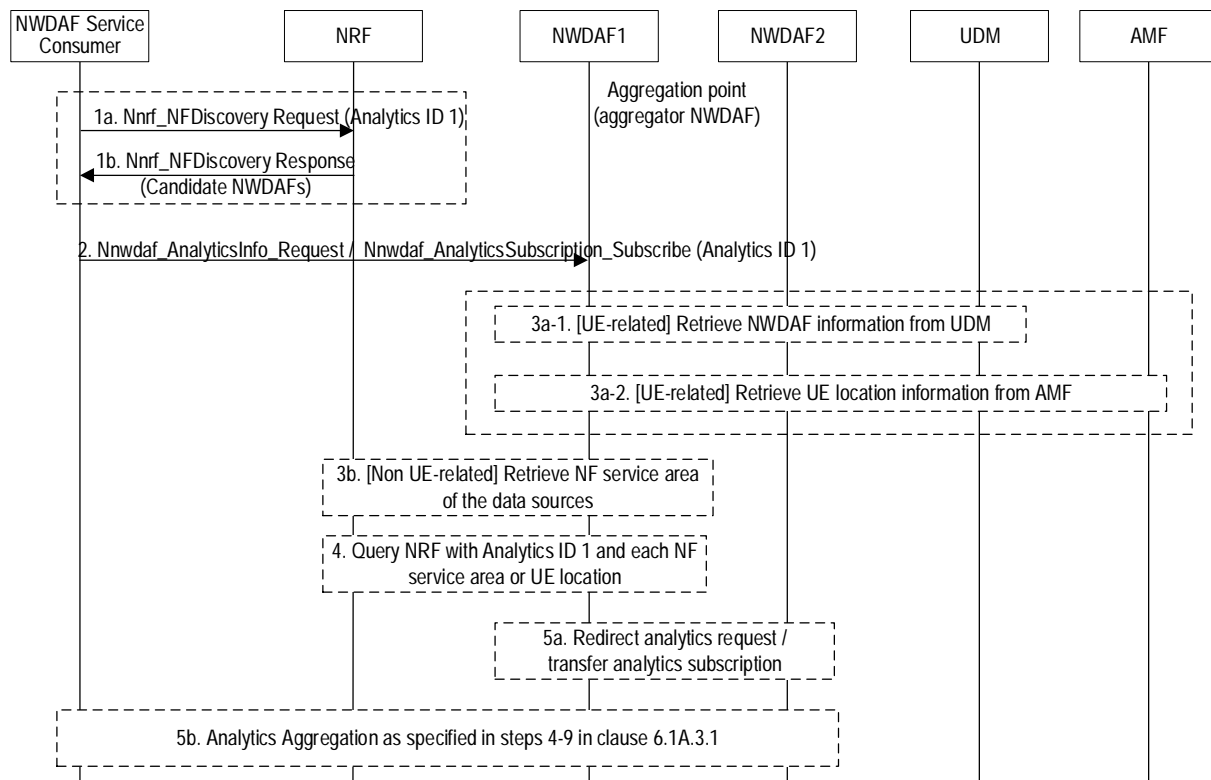 NWDAF Service
Consumer
NRF
NWDAF1
NWDAF2
UDM
AMF
Aggregation point
(aggregator NWDAF)
1a. Nnrf_NFDiscovery Request (Analytics ID 1)
1b. Nnrf_NFDiscovery Response
(Candidate NWDAFs)
2. Nnwdaf_AnalyticsInfo_Request / Nnwdaf_AnalyticsSubscription_Subscribe (Analytics ID 1)
3a-1. [UE-related] Retrieve NWDAF information from UDM
3a-2. [UE-related] Retrieve UE location information from AMF
3b. [Non UE-related] Retrieve NF service area
of the data sources
4. Query NRF with Analytics ID 1 and each NF
service area or UE location
5a. Redirect analytics request /
transfer analytics subscription
5b. Analytics Aggregation as specified in steps 4-9 in clause 6.1A.3.1